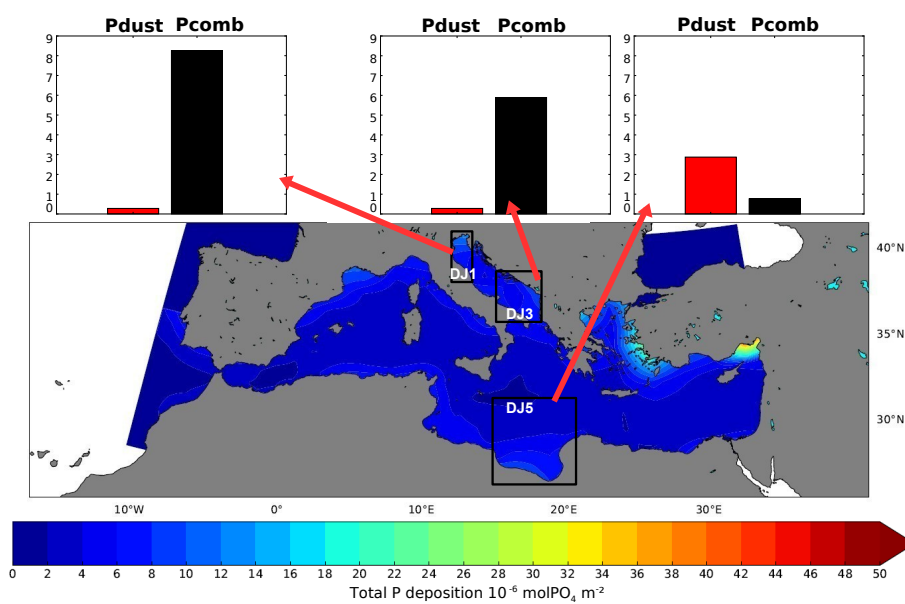 Pdust Pcomb
Pdust Pcomb
Pdust Pcomb
9
8
7
6
5
4
3
2
1
0
9
8
7
6
5
4
3
2
1
0
9
8
7
6
5
4
3
2
1
0
DJ1
DJ3
DJ5
40°N
35°N
30°N
10°W 0° 10°E 20°E 30°E
0 2 4 6 8 10 12 14 16 18 20 22 24 26 28 30 32 34 36 38 40 42 44 46 48 50
Total P deposition 10⁻⁶ molPO₄ m⁻²